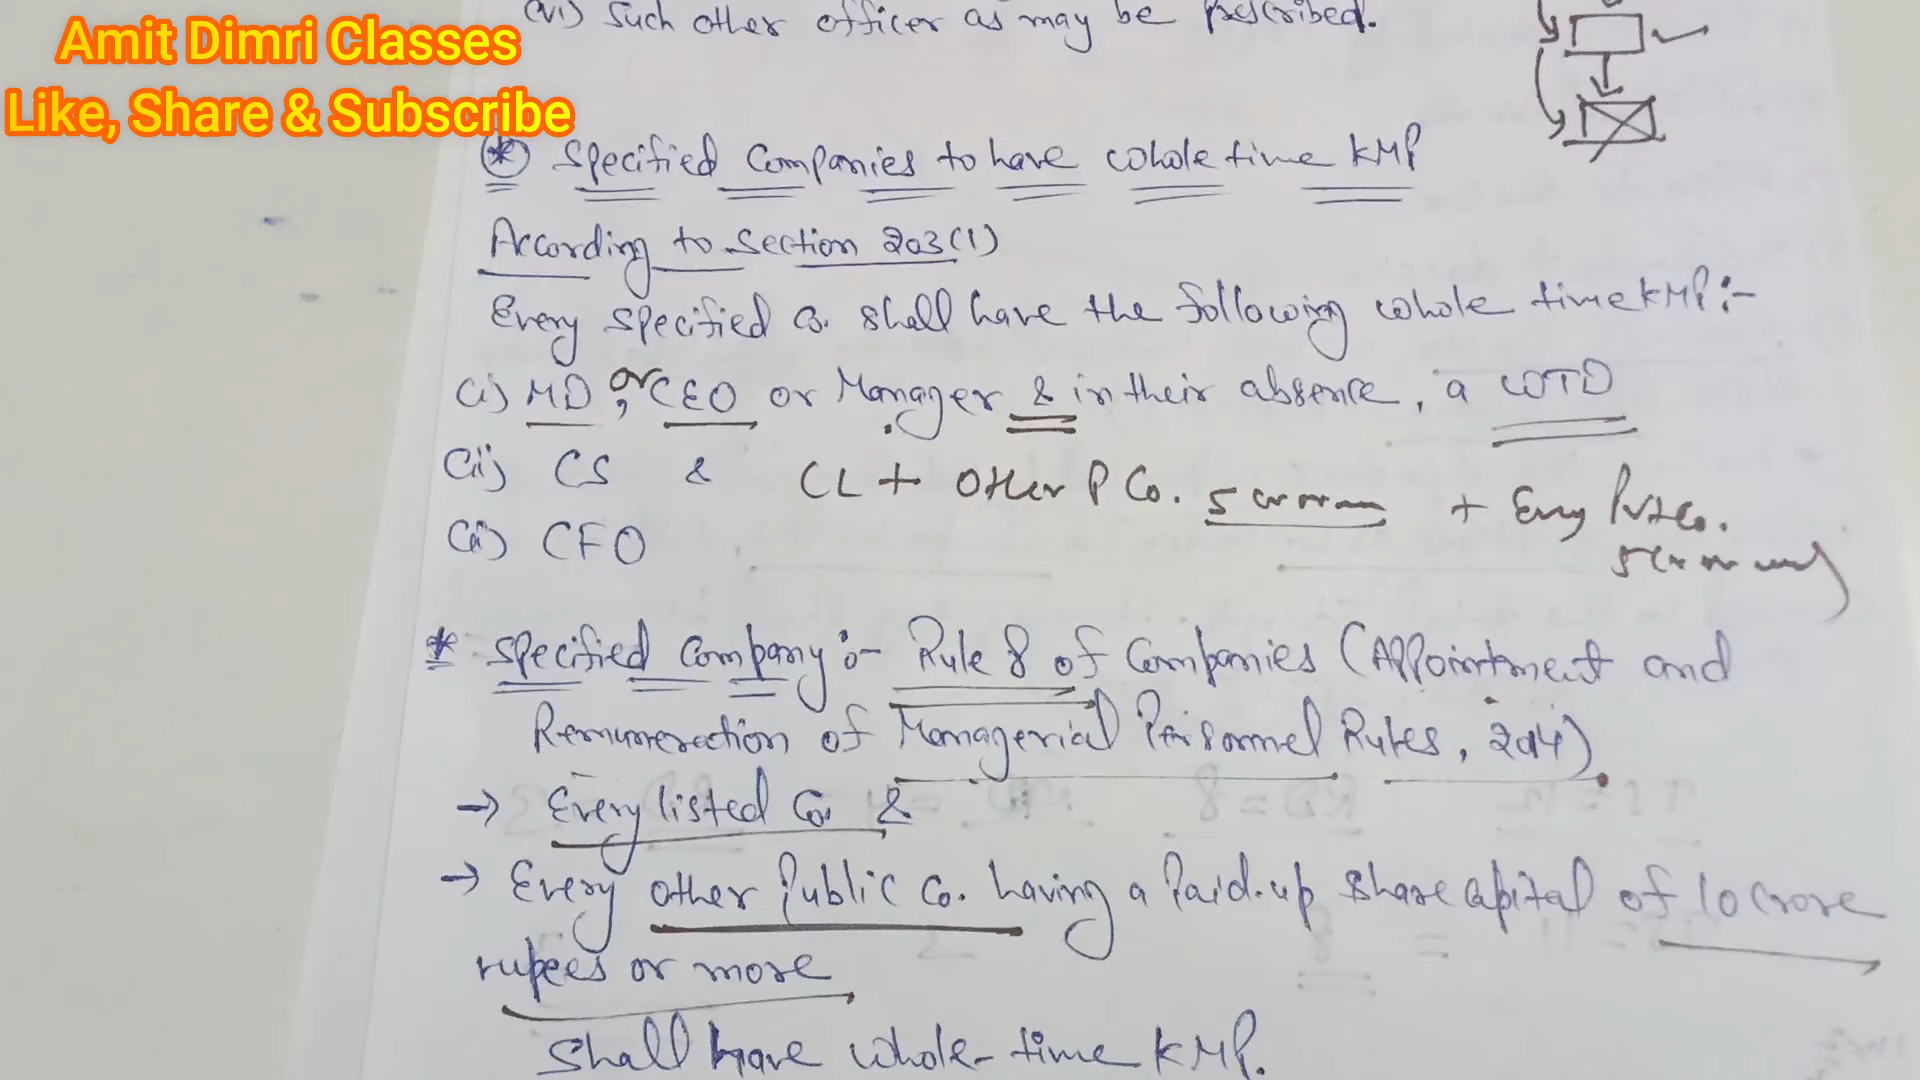 (vi) Such other officer as may be prescribed.
Amit Dimri Classes
Like, Share & Subscribe
* Specified Companies to have whole time KMP
According to Section 203(1)
Every specified Co. shall have the following whole time KMP:-
(i) MD, or CEO or Manager & in their absence, a WTD
(ii) CS & CL + Other P Co. 5 cr or more + Every Pvt Co.
(iii) CFO
* Specified Company :- Rule 8 of Companies (Appointment and
Remuneration of Managerial Personnel Rules, 2014)
→ Every listed Co. &
→ Every other Public Co. having a Paid-up share capital of 10 crore
rupees or more
Shall have whole-time KMP.